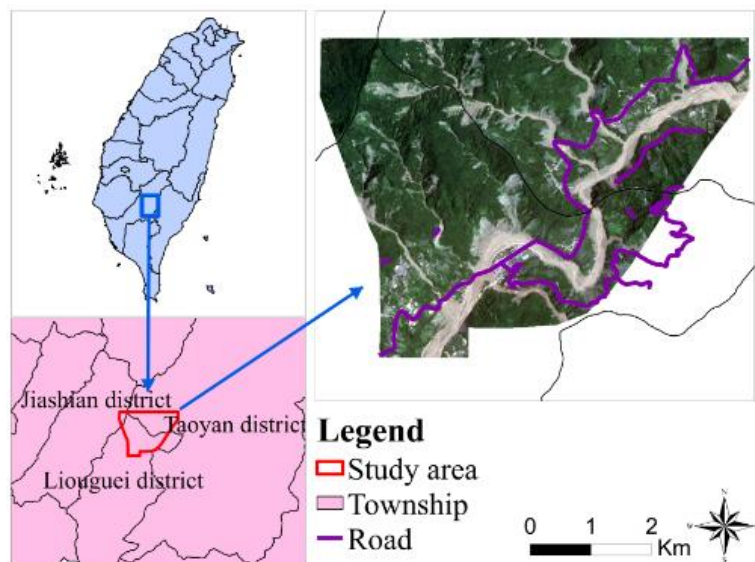 Jiashian district
Taoyan district
Liouguei district
Legend
Study area
Township
Road
0 1 2
Km
N
W E
S